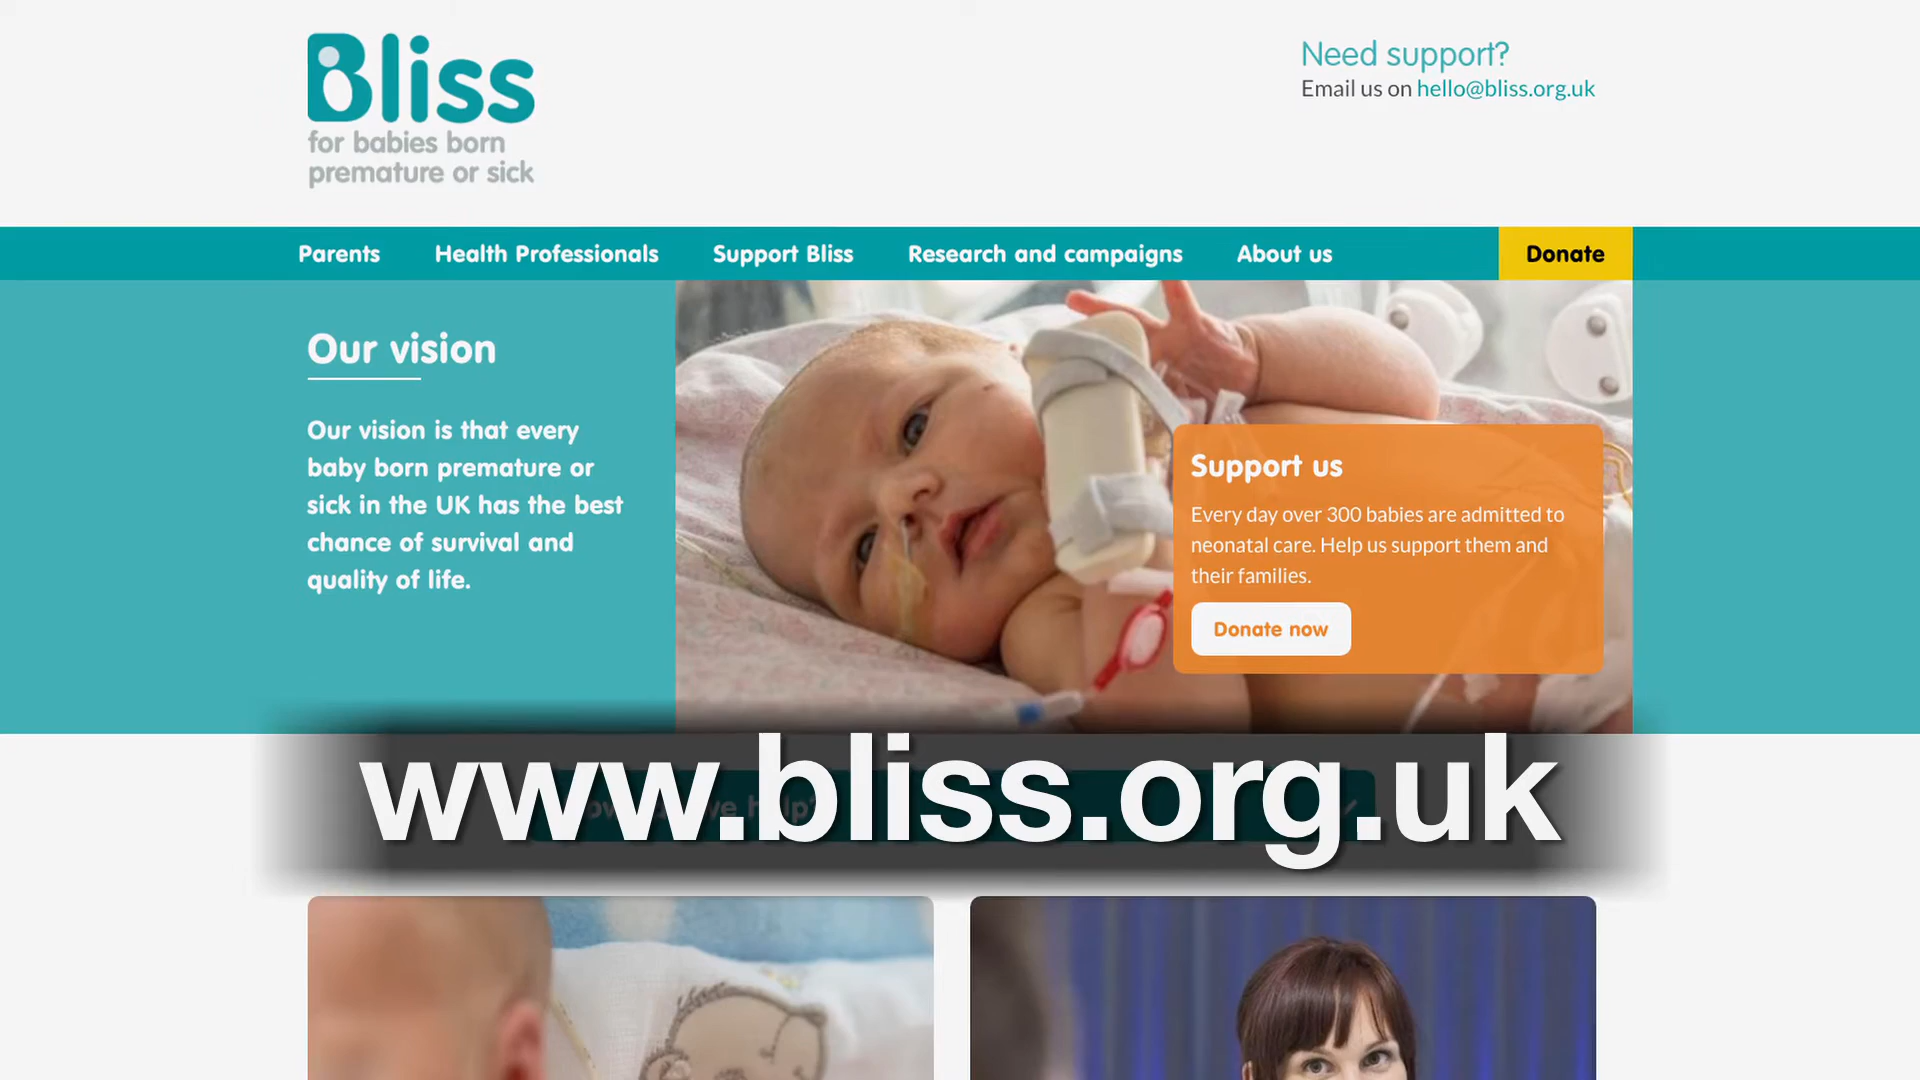 Bliss
for babies born
premature or sick
Need support?
Email us on hello@bliss.org.uk
Parents Health Professionals Support Bliss Research and campaigns About us Donate
Our vision
Our vision is that every
baby born premature or
sick in the UK has the best
chance of survival and
quality of life.
Support us
Every day over 300 babies are admitted to
neonatal care. Help us support them and
their families.
Donate now
www.bliss.org.uk